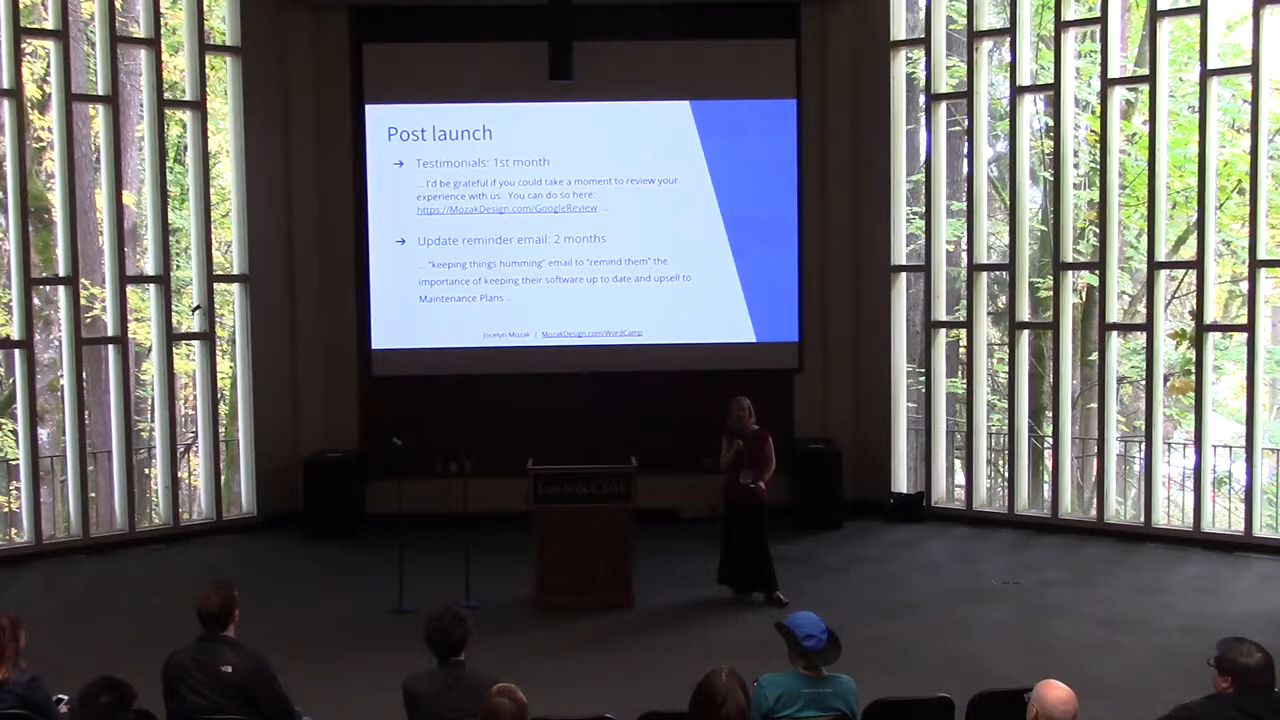 Post launch
→ Testimonials: 1st month
... I'd be grateful if you could take a moment to review your
experience with us. You can do so here:
https://MozakDesign.com/GoogleReview ...
→ Update reminder email: 2 months
... "keeping things humming" email to "remind them" the
importance of keeping their software up to date and upsell to
Maintenance Plans ...
Jocelyn Mozak | MozakDesign.com/WordCamp
Lewis & Clark